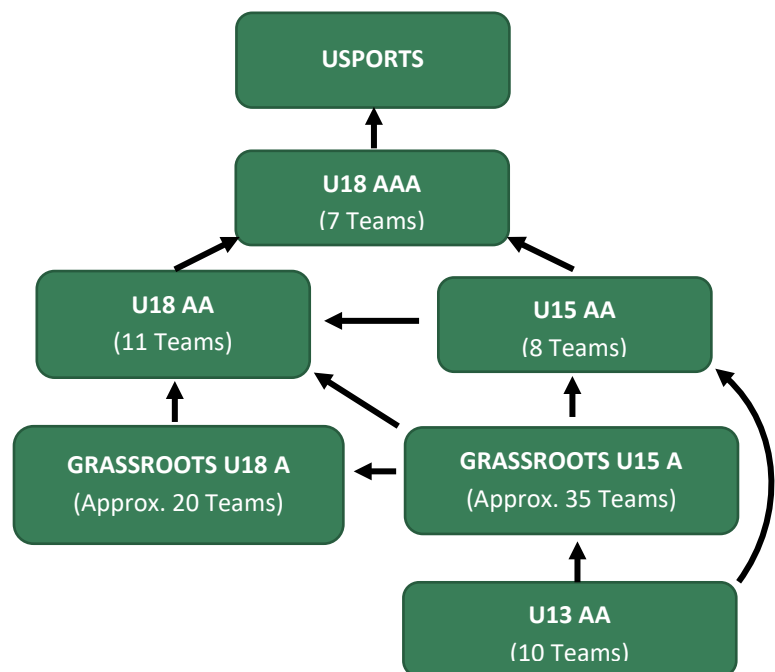 USPORTS
U18 AAA
(7 Teams)
U18 AA
(11 Teams)
U15 AA
(8 Teams)
GRASSROOTS U18 A
(Approx. 20 Teams)
GRASSROOTS U15 A
(Approx. 35 Teams)
U13 AA
(10 Teams)